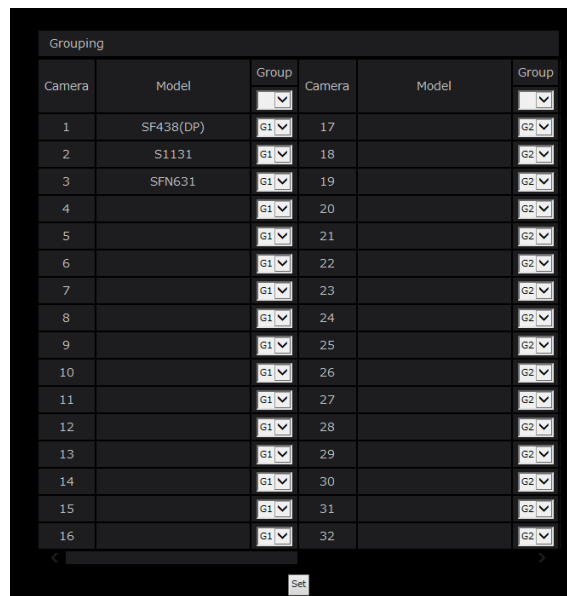 Grouping
Camera Model Group Camera Model Group
1 SF438(DP) G1 17 G2
2 S1131 G1 18 G2
3 SFN631 G1 19 G2
4 G1 20 G2
5 G1 21 G2
6 G1 22 G2
7 G1 23 G2
8 G1 24 G2
9 G1 25 G2
10 G1 26 G2
11 G1 27 G2
12 G1 28 G2
13 G1 29 G2
14 G1 30 G2
15 G1 31 G2
16 G1 32 G2
Set